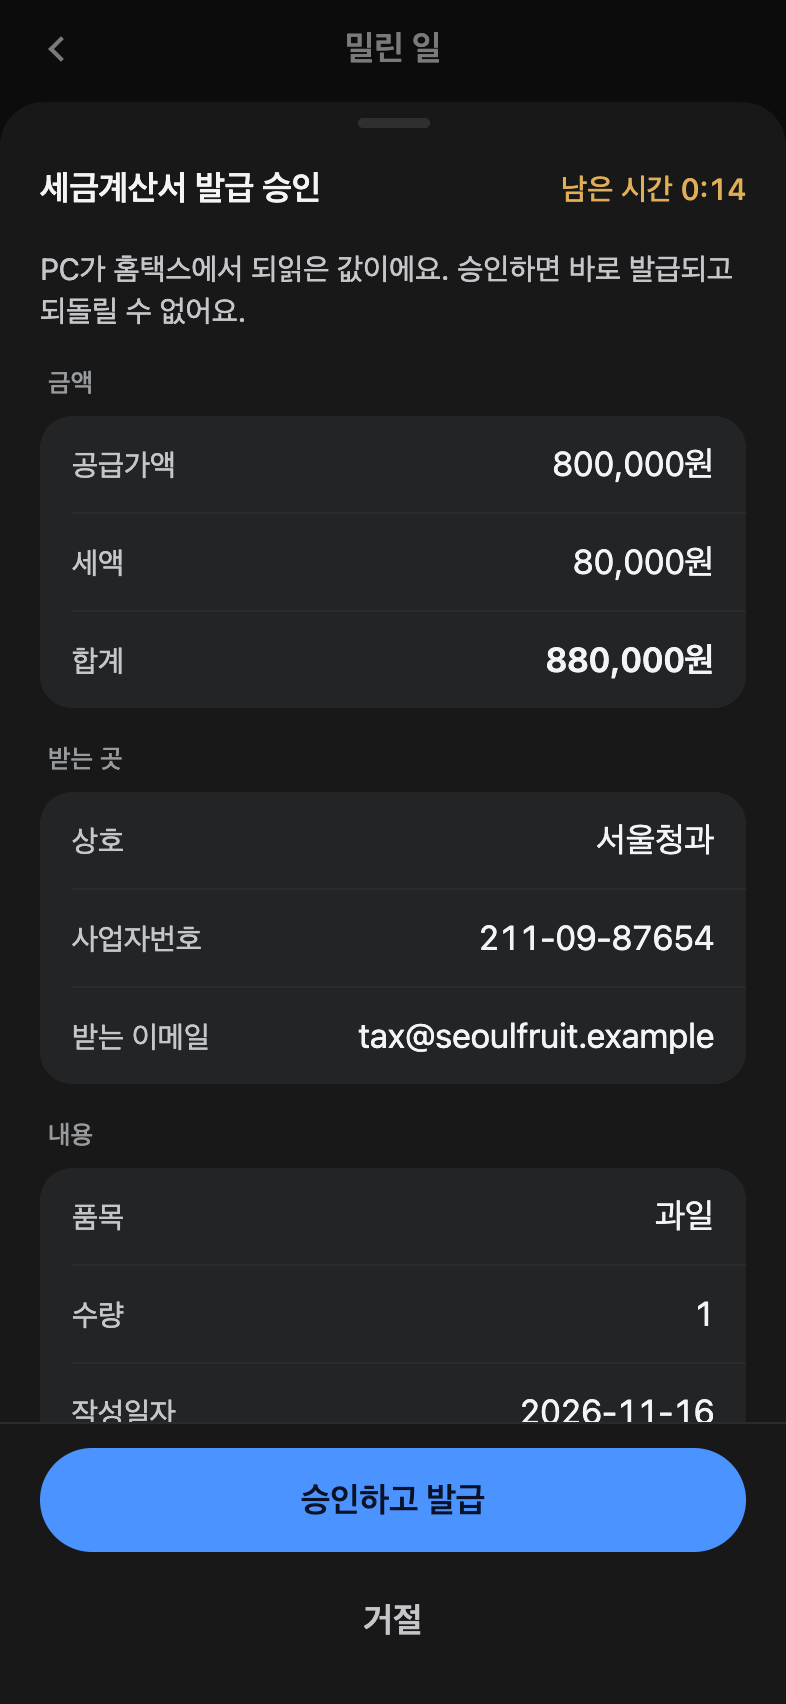 밀린 일
세금계산서 발급 승인
남은 시간 0:14
PC가 홈택스에서 되읽은 값이에요. 승인하면 바로 발급되고
되돌릴 수 없어요.
금액
공급가액 800,000원
세액 80,000원
합계 880,000원
받는 곳
상호 서울청과
사업자번호 211-09-87654
받는 이메일 tax@seoulfruit.example
내용
품목 과일
수량 1
작성일자 2026-11-16
승인하고 발급
거절